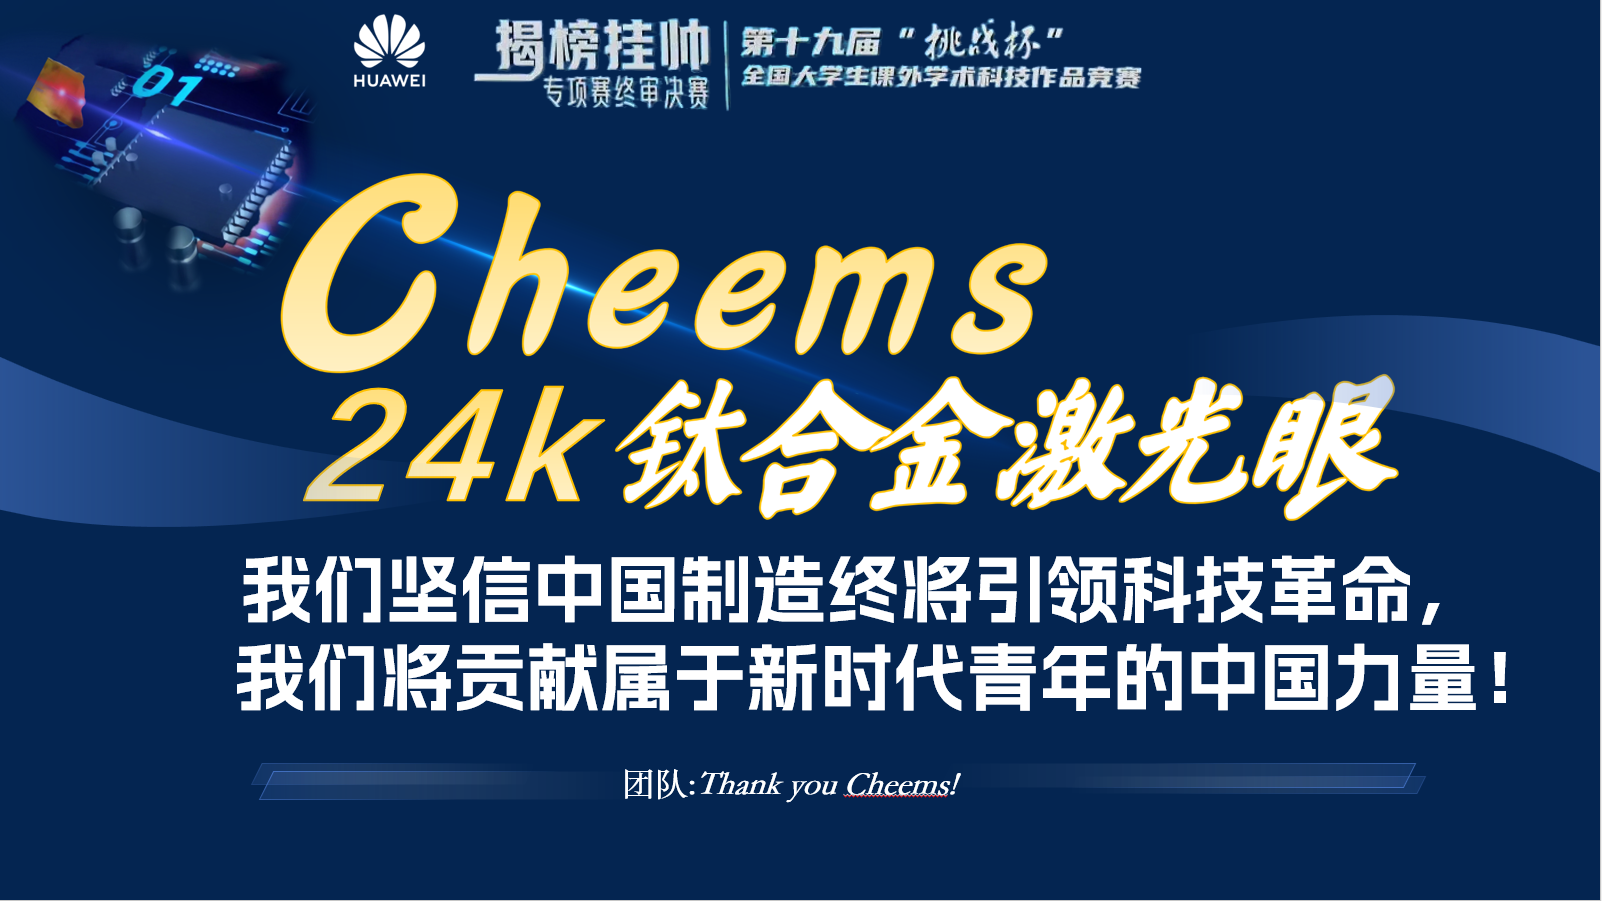 01
HUAWEI
揭榜挂帅
专项赛终审决赛
第十九届“挑战杯”
全国大学生课外学术科技作品竞赛
Cheems
24k钛合金激光眼
我们坚信中国制造终将引领科技革命，
我们将贡献属于新时代青年的中国力量！
团队:Thank you Cheems!